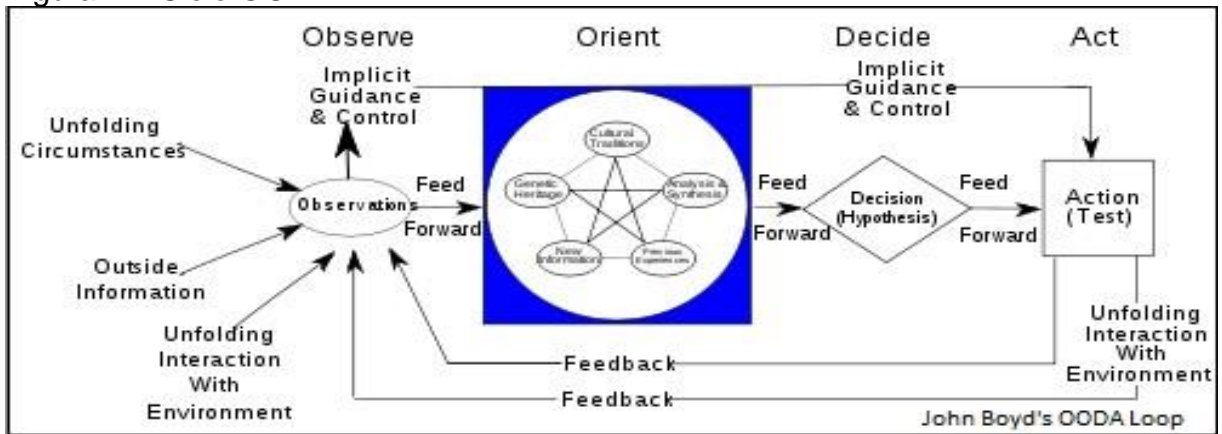 Observe
Orient
Decide
Act
Implicit
Guidance
& Control
Implicit
Guidance
& Control
Unfolding
Circumstances
Observations
Feed
Forward
Cultural
Traditions
Genetic
Heritage
Analysis &
Synthesis
New
Information
Previous
Experiences
Feed
Forward
Decision
(Hypothesis)
Feed
Forward
Action
(Test)
Outside
Information
Unfolding
Interaction
With
Environment
Unfolding
Interaction
With
Environment
Feedback
Feedback
John Boyd's OODA Loop